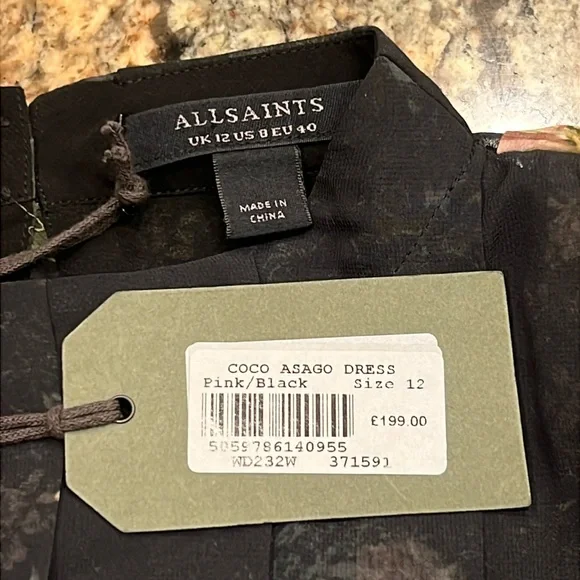 ALLSAINTS
UK 12 US 8 EU 40
MADE IN
CHINA
COCO ASAGO DRESS
Pink/Black Size 12
£199.00
5059786140955
WD232W 371591